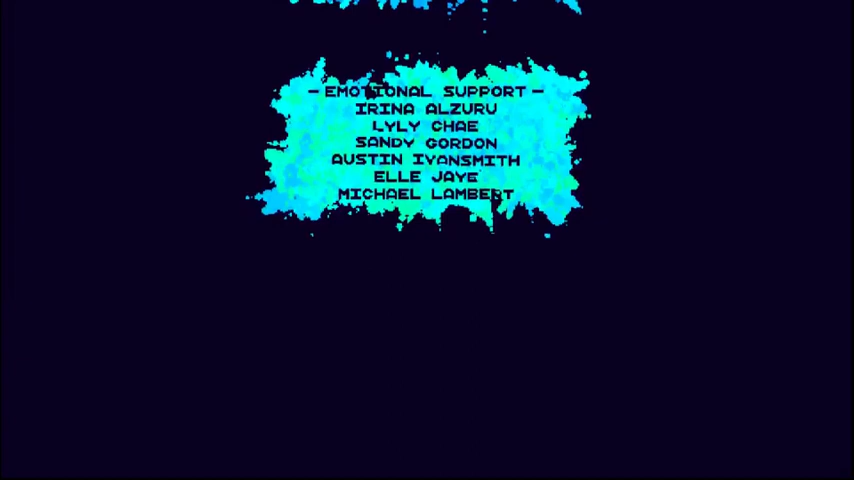 - EMOTIONAL SUPPORT -
IRINA ALZURU
LYLY CHAE
SANDY GORDON
AUSTIN IVANSMITH
ELLE JAYE
MICHAEL LAMBERT